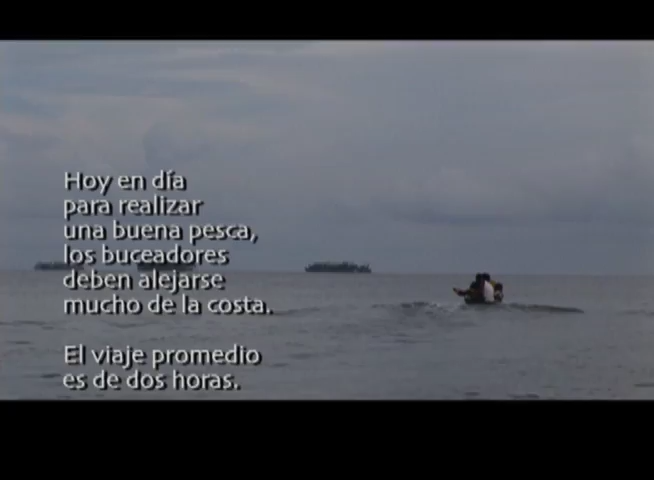 Hoy en día
para realizar
una buena pesca,
los buceadores
deben alejarse
mucho de la costa.
El viaje promedio
es de dos horas.